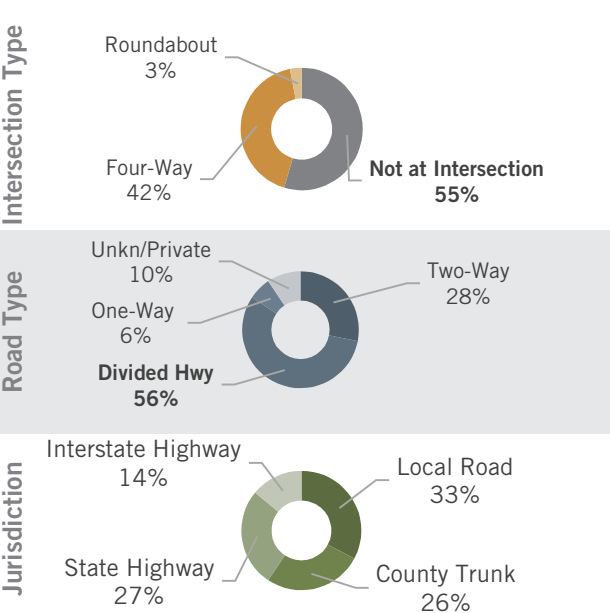 Intersection Type
Roundabout
3%
Four-Way
42%
Not at Intersection
55%
Road Type
Unkn/Private
10%
One-Way
6%
Divided Hwy
56%
Two-Way
28%
Jurisdiction
Interstate Highway
14%
State Highway
27%
Local Road
33%
County Trunk
26%